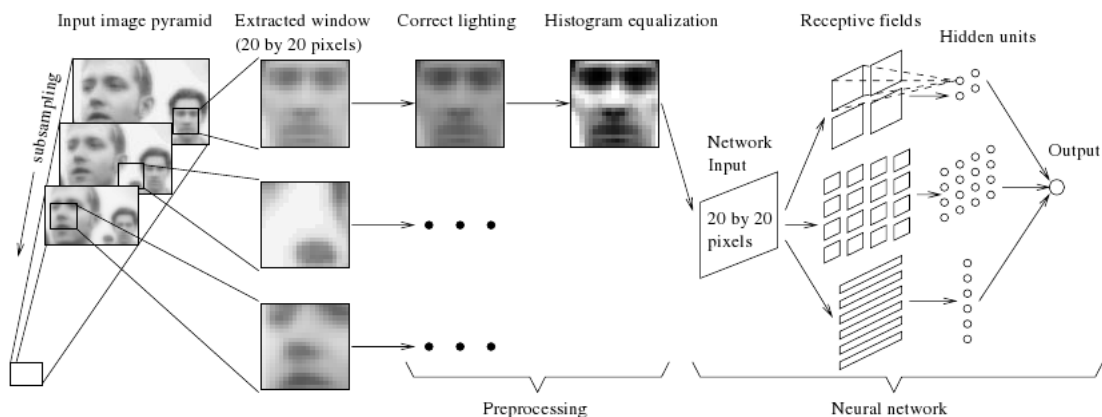 Input image pyramid
Extracted window
(20 by 20 pixels)
Correct lighting
Histogram equalization
Receptive fields
Hidden units
subsampling
Network
Input
Output
20 by 20
pixels
Preprocessing
Neural network